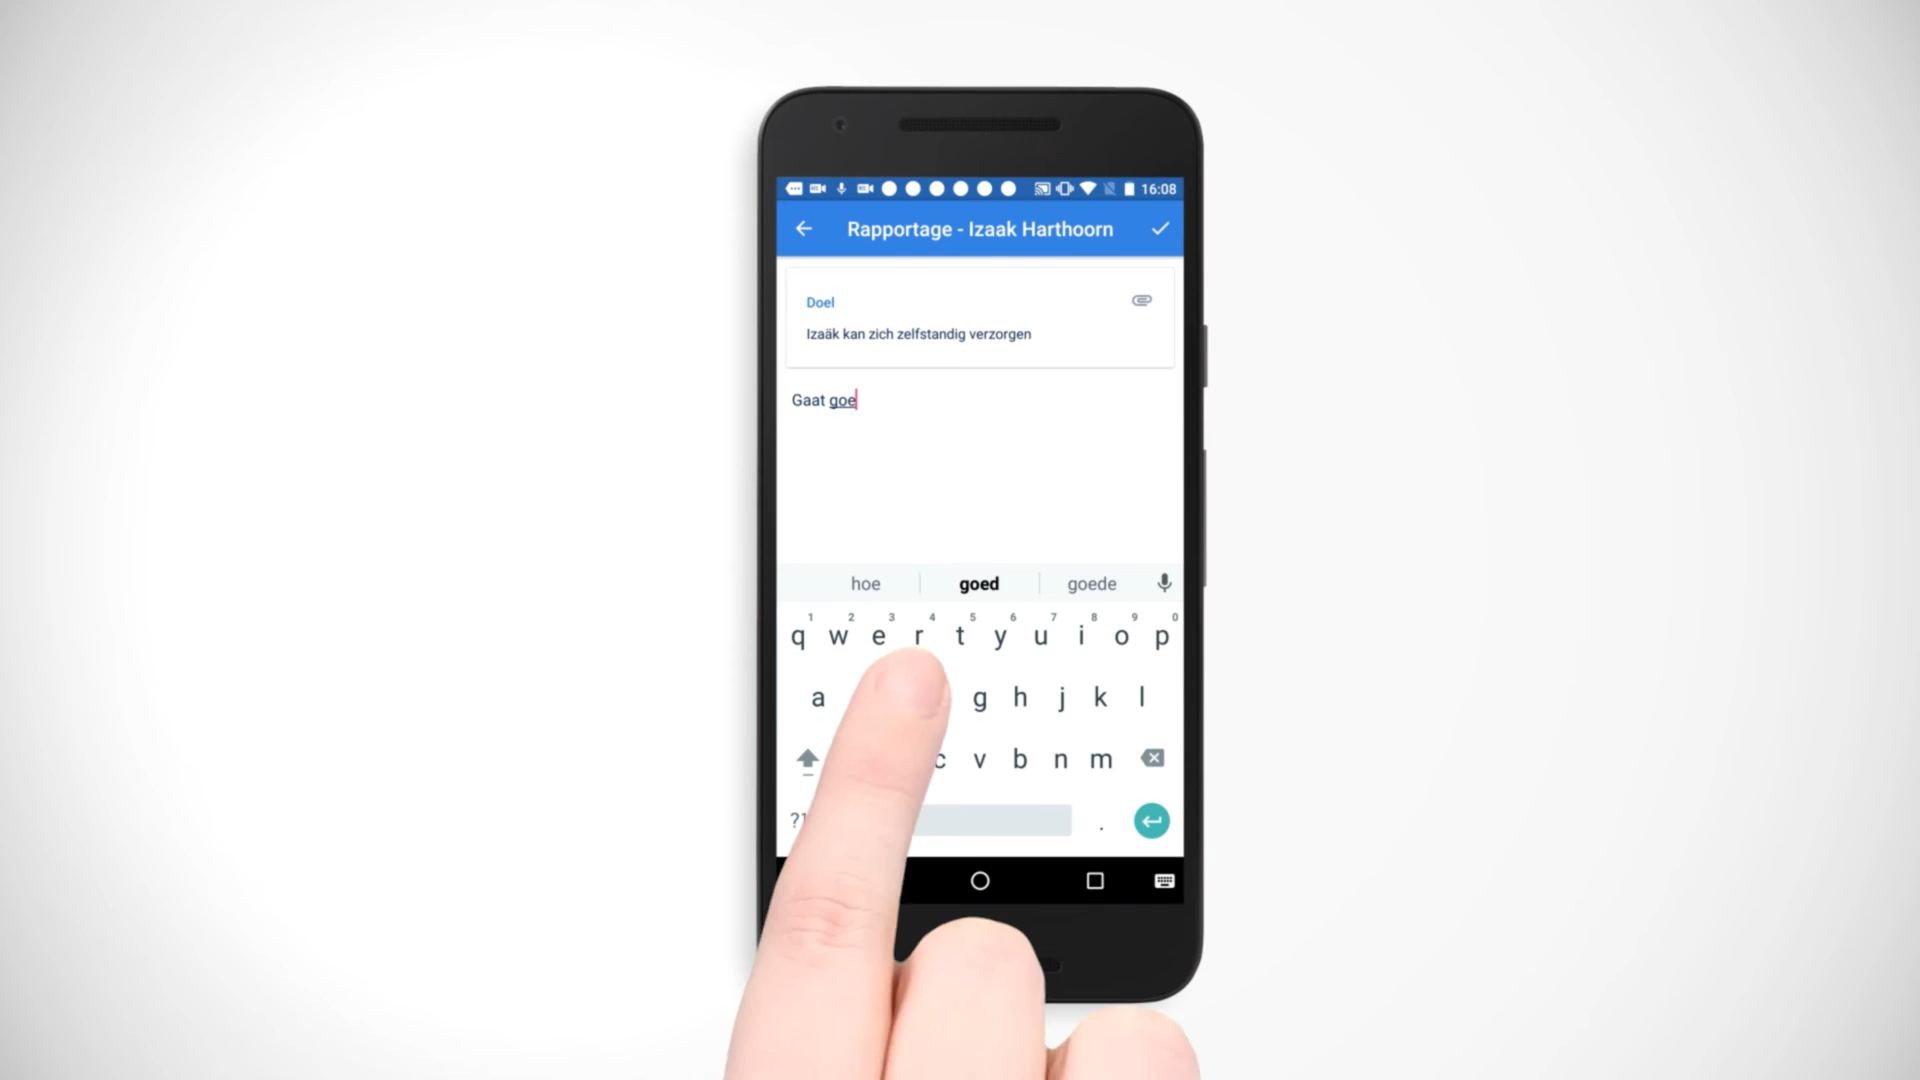 16:08
Rapportage - Izaak Harthoorn
Doel
Izaäk kan zich zelfstandig verzorgen
Gaat goe
hoe goed goede
1 2 3 4 5 6 7 8 9 0
q w e r t y u i o p
a g h j k l
c v b n m
.